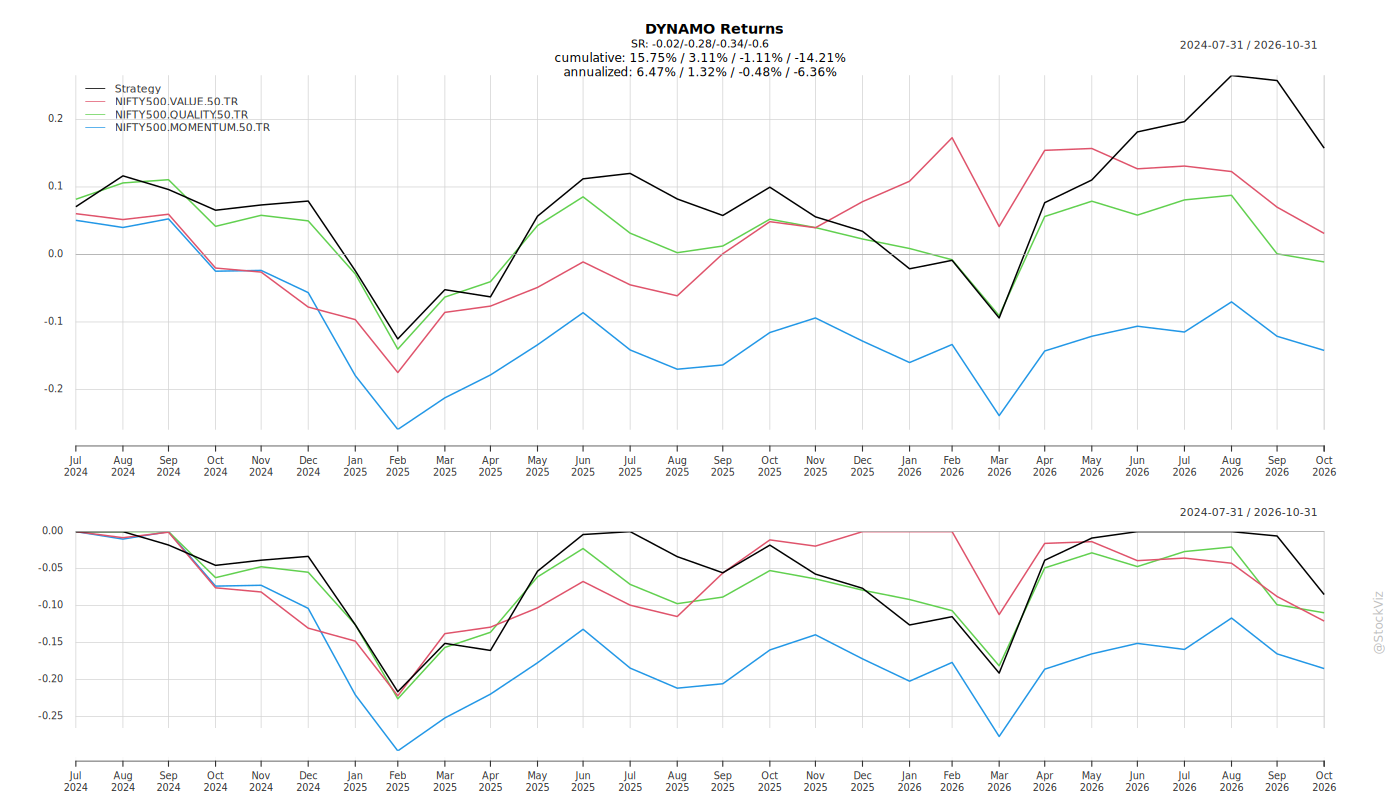 DYNAMO Returns
SR: -0.02/-0.28/-0.34/-0.6
cumulative: 15.75% / 3.11% / -1.11% / -14.21%
annualized: 6.47% / 1.32% / -0.48% / -6.36%
2024-07-31 / 2026-10-31
Strategy
NIFTY500.VALUE.50.TR
NIFTY500.QUALITY.50.TR
NIFTY500.MOMENTUM.50.TR
0.2
0.1
0.0
-0.1
-0.2
Jul Aug Sep Oct Nov Dec Jan Feb Mar Apr May Jun Jul Aug Sep Oct Nov Dec Jan Feb Mar Apr May Jun Jul Aug Sep Oct
2024 2024 2024 2024 2024 2024 2025 2025 2025 2025 2025 2025 2025 2025 2025 2025 2025 2025 2026 2026 2026 2026 2026 2026 2026 2026 2026 2026
2024-07-31 / 2026-10-31
0.00
-0.05
-0.10
-0.15
-0.20
-0.25
Jul Aug Sep Oct Nov Dec Jan Feb Mar Apr May Jun Jul Aug Sep Oct Nov Dec Jan Feb Mar Apr May Jun Jul Aug Sep Oct
2024 2024 2024 2024 2024 2024 2025 2025 2025 2025 2025 2025 2025 2025 2025 2025 2025 2025 2026 2026 2026 2026 2026 2026 2026 2026 2026 2026
@StockViz